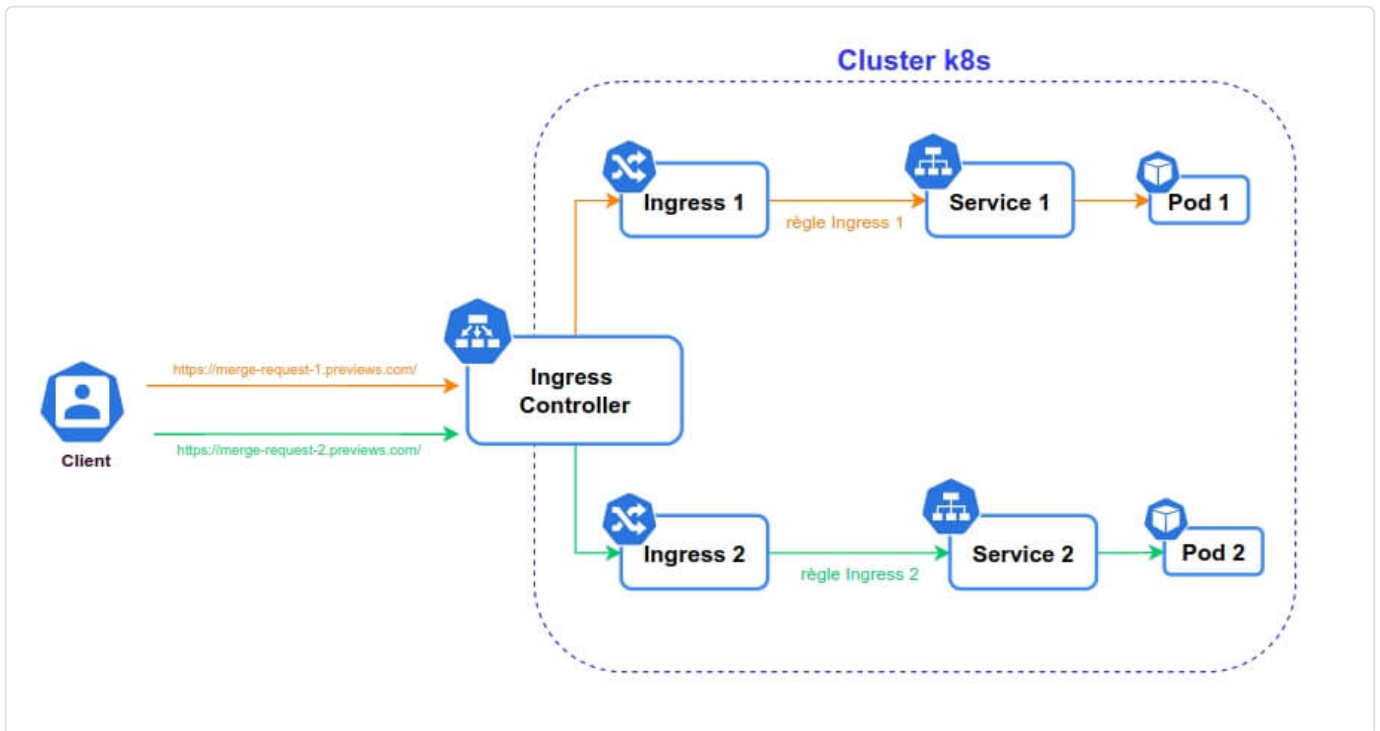 Cluster k8s
Ingress 1
règle Ingress 1
Service 1
Pod 1
https://merge-request-1.previews.com/
Ingress
Controller
https://merge-request-2.previews.com/
Client
Ingress 2
règle Ingress 2
Service 2
Pod 2